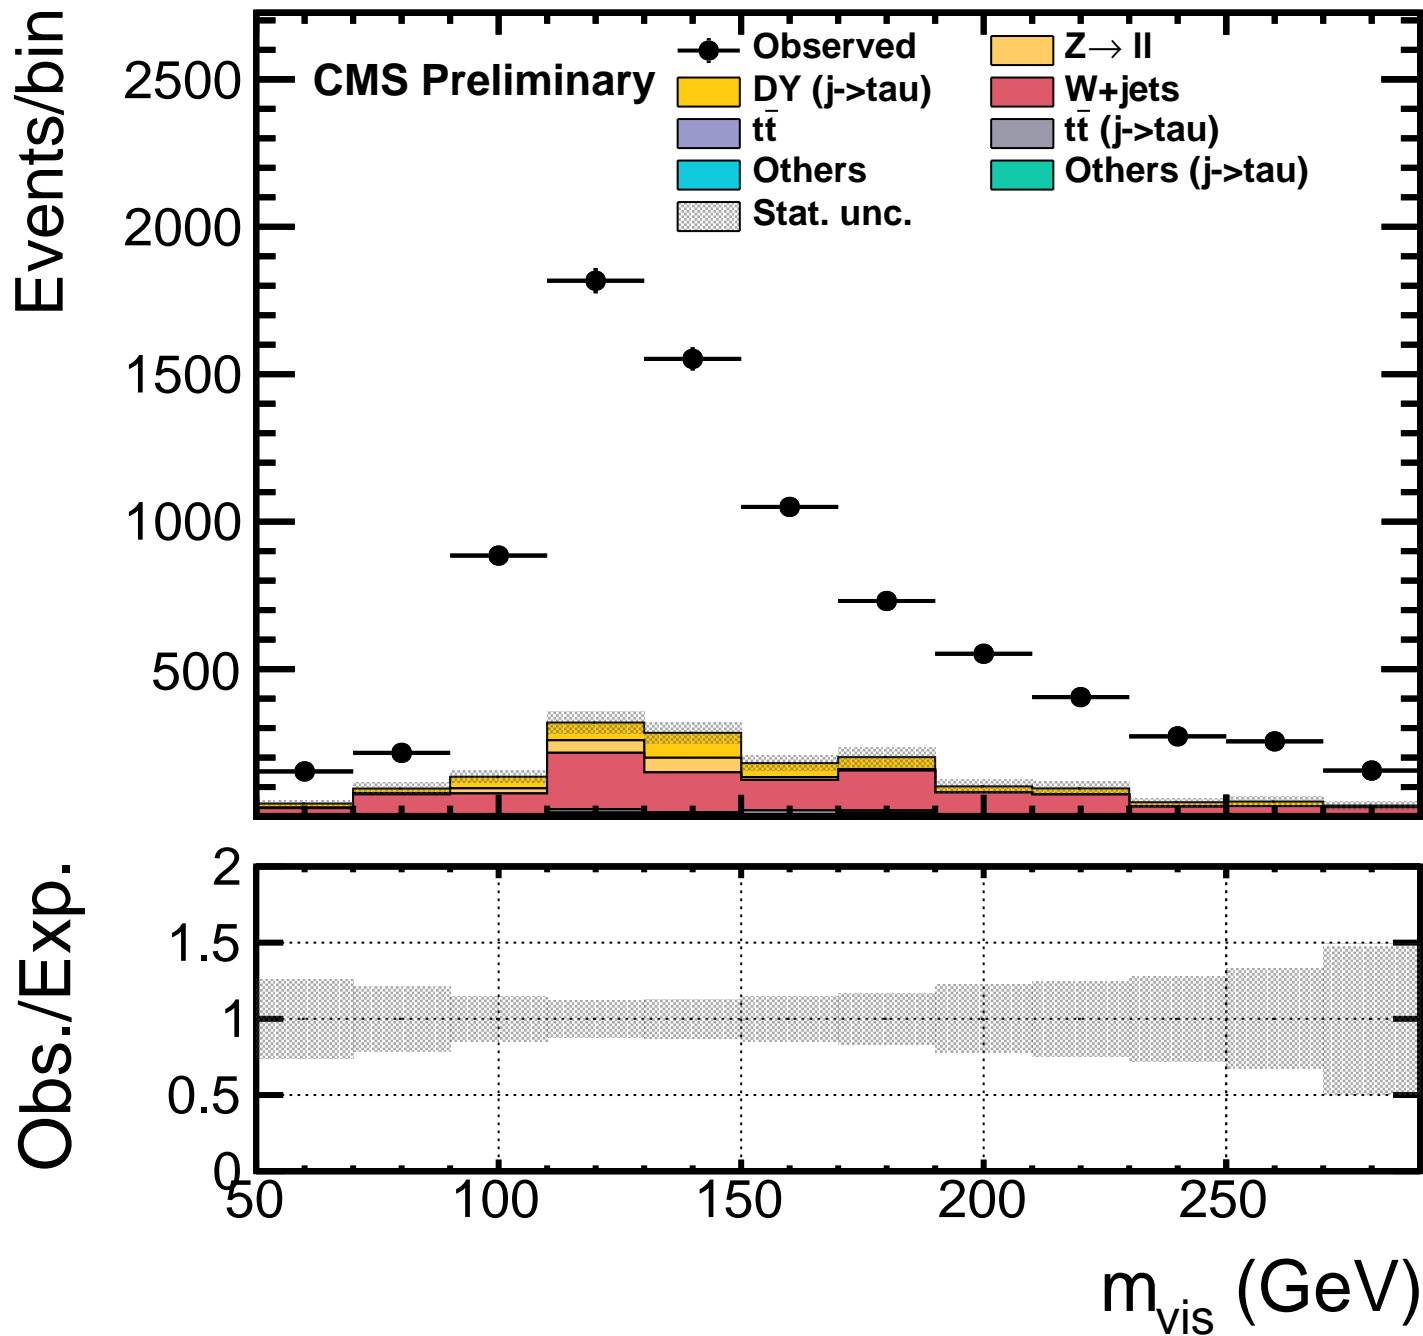 Events/bin
2500
2000
1500
1000
500
CMS Preliminary
Observed
Z→ ll
DY (j->tau)
W+jets
tt̄
tt̄ (j->tau)
Others
Others (j->tau)
Stat. unc.
Obs./Exp.
2
1.5
1
0.5
0
50 100 150 200 250
m_vis (GeV)